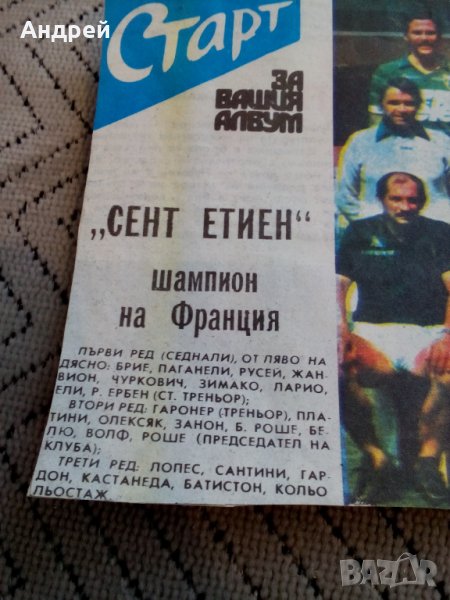 Андрей
Старт
ЗА
ВАШИЯ
АЛБУМ
„СЕНТ ЕТИЕН“
ШАМПИОН
на Франция
ПЪРВИ РЕД (СЕДНАЛИ), ОТ ЛЯВО НА
ДЯСНО: БРИЕ, ПАГАНЕЛИ, РУСЕЙ, ЖАН-
ВИОН, ЧУРКОВИЧ, ЗИМАКО, ЛАРИО,
ЕЛИ, Р. ЕРБЕН (СТ. ТРЕНЬОР);
ВТОРИ РЕД: ГАРОНЕР (ТРЕНЬОР), ПЛА-
ТИНИ, ОЛЕКСЯК, ЗАНОН, Б. РОШЕ, БЕ-
ЛЮ, ВОЛФ, РОШЕ (ПРЕДСЕДАТЕЛ НА
КЛУБА);
ТРЕТИ РЕД: ЛОПЕС, САНТИНИ, ГАР-
ДОН, КАСТАНЕДА, БАТИСТОН, КОЛЬО
ЛЬОСТАЖ.
BAZAR